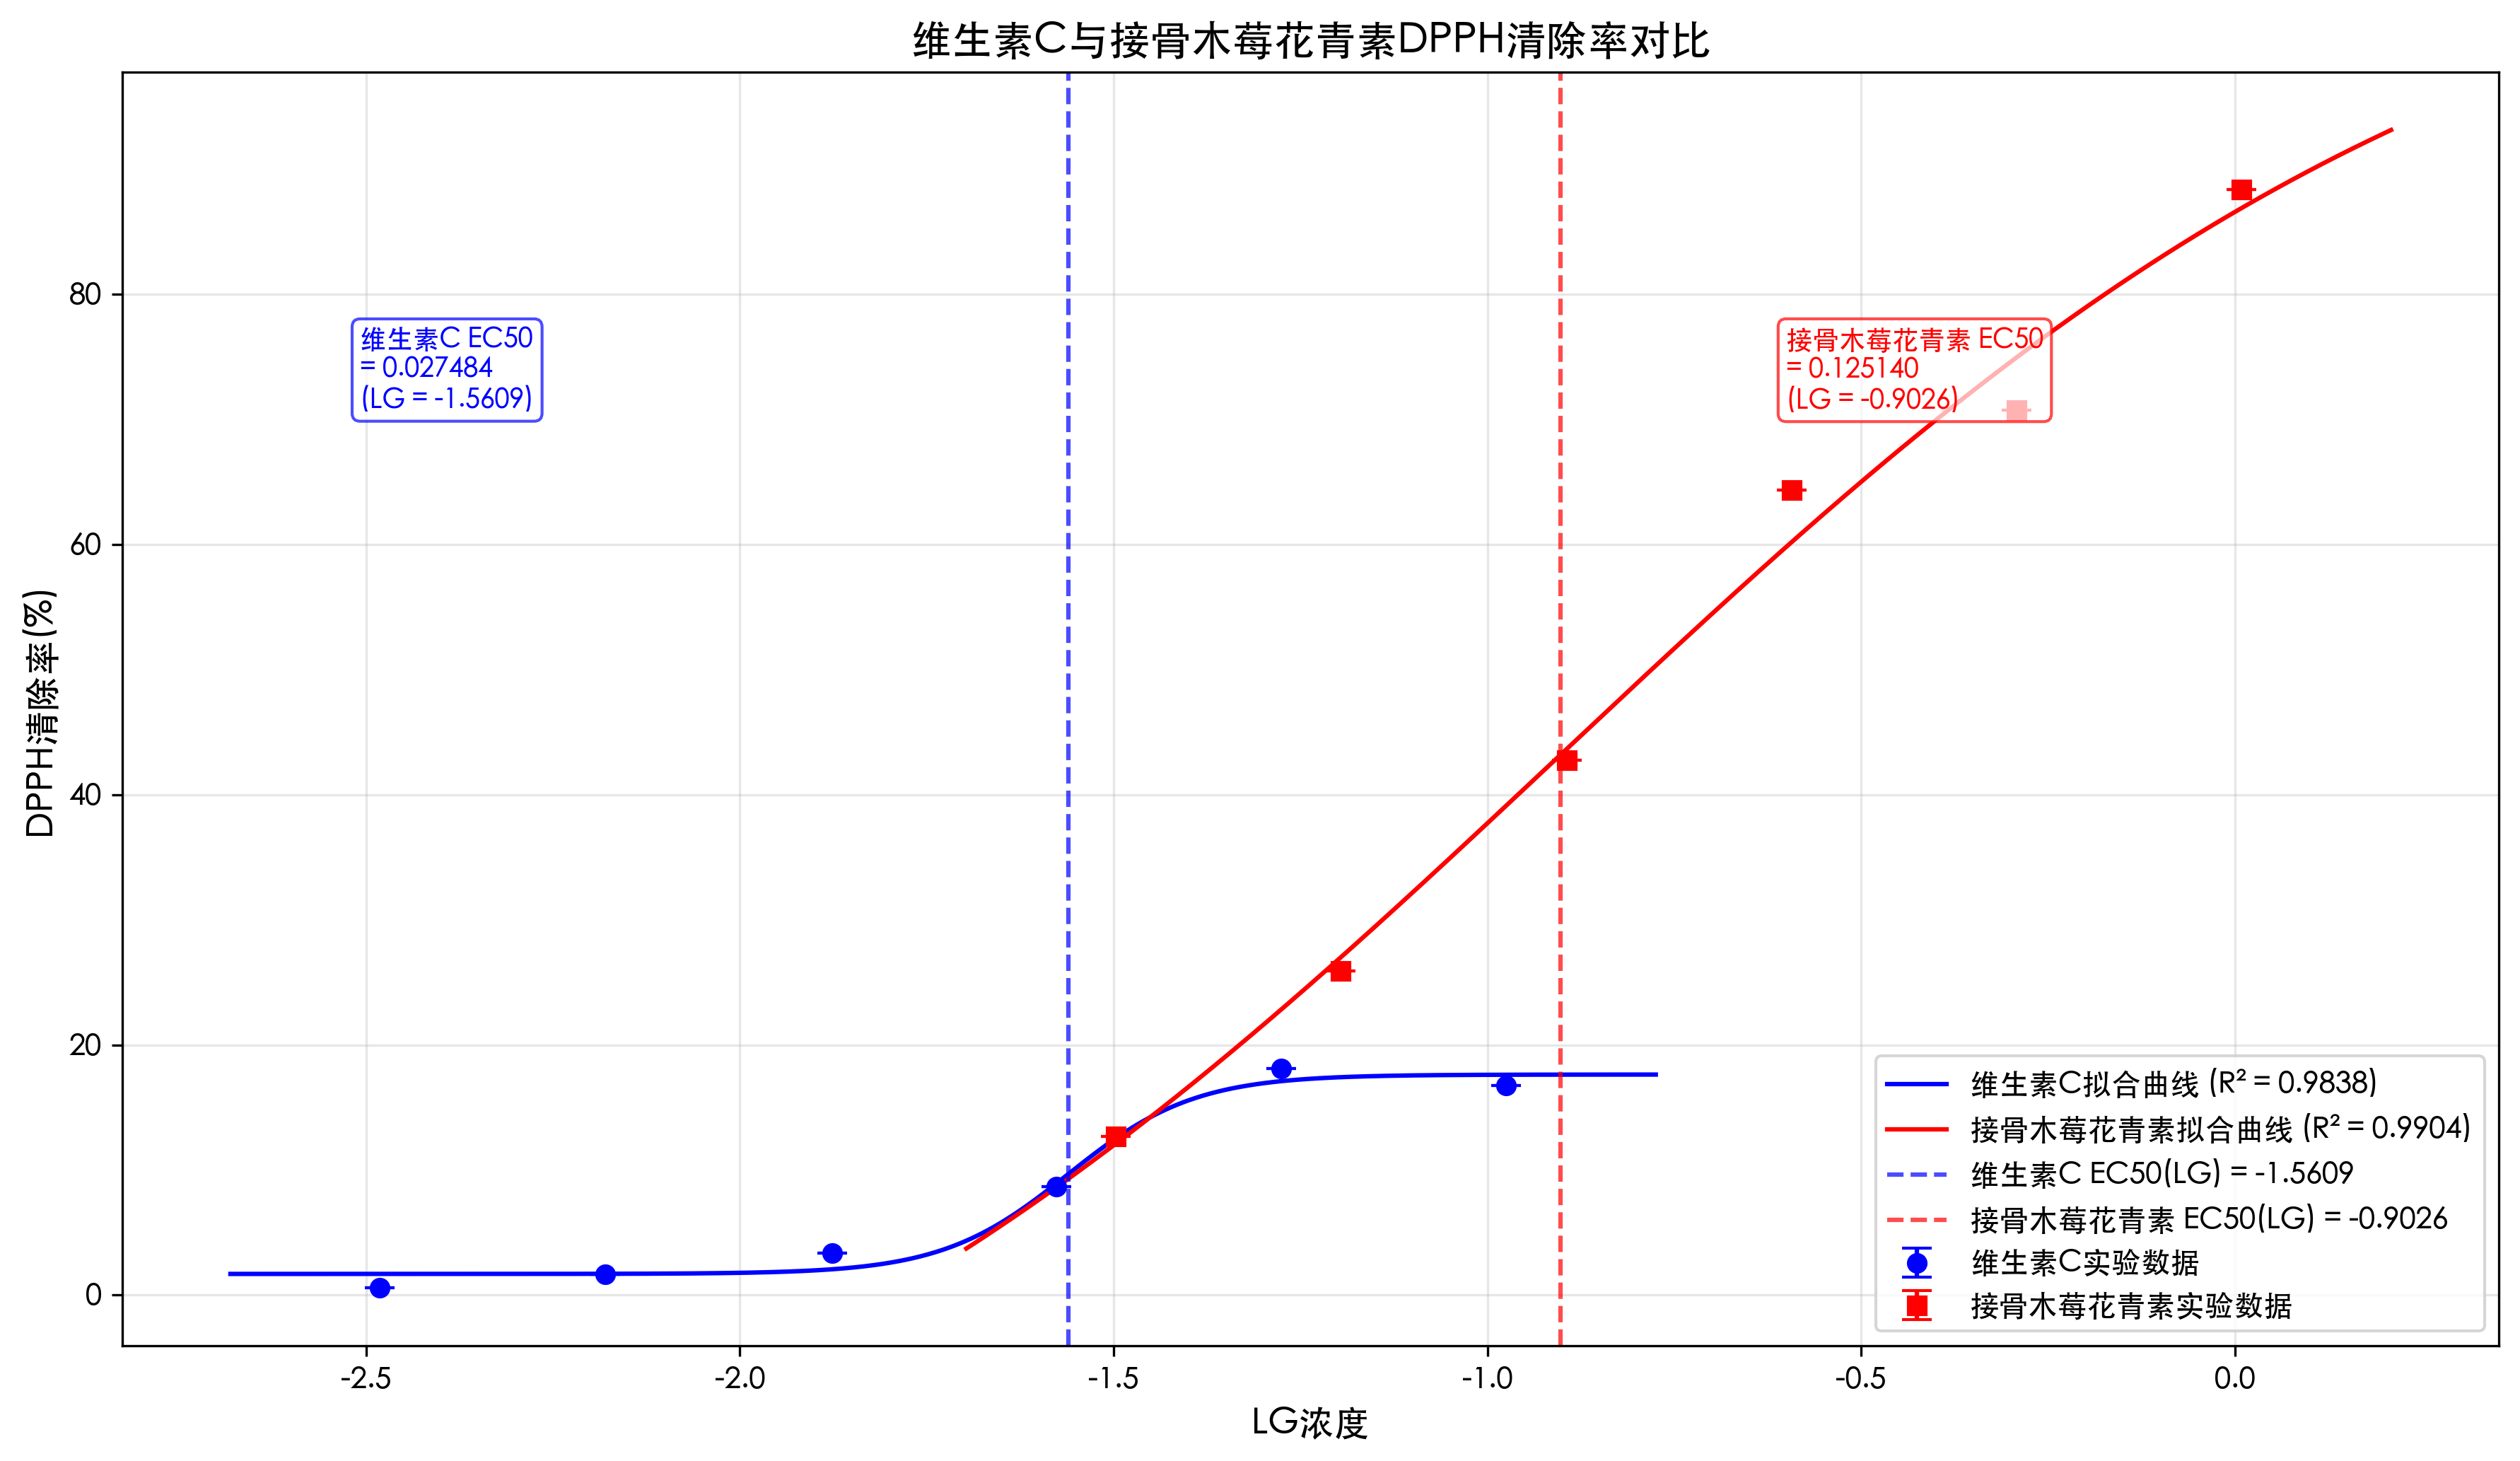 维生素C与接骨木莓花青素DPPH清除率对比
DPPH清除率(%)
80
60
40
20
0
维生素C EC50
= 0.027484
(LG = -1.5609)
接骨木莓花青素 EC50
= 0.125140
(LG = -0.9026)
维生素C拟合曲线 (R² = 0.9838)
接骨木莓花青素拟合曲线 (R² = 0.9904)
维生素C EC50(LG) = -1.5609
接骨木莓花青素 EC50(LG) = -0.9026
维生素C实验数据
接骨木莓花青素实验数据
-2.5 -2.0 -1.5 -1.0 -0.5 0.0
LG浓度